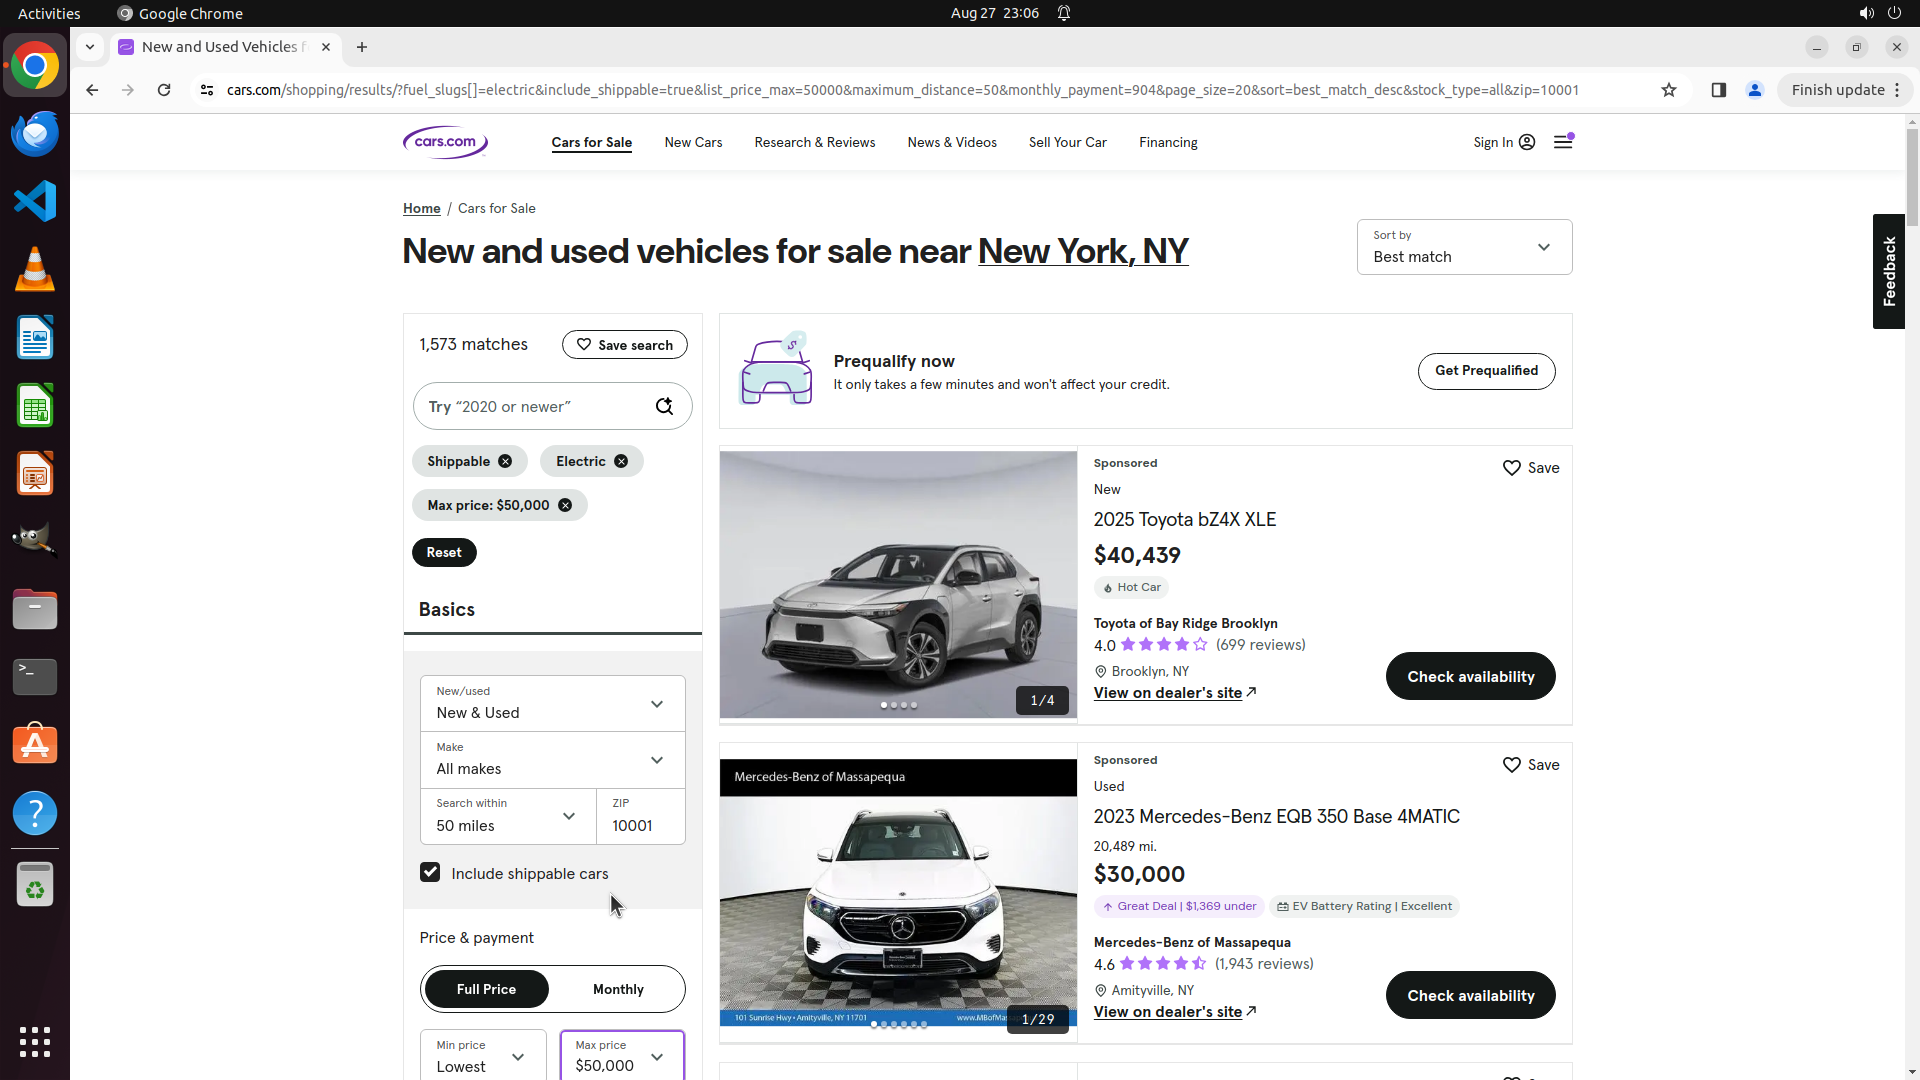 Activities
Google Chrome
Aug 27 23:06
New and Used Vehicles f
cars.com/shopping/results/?fuel_slugs[]=electric&include_shippable=true&list_price_max=50000&maximum_distance=50&monthly_payment=904&page_size=20&sort=best_match_desc&stock_type=all&zip=10001
Finish update
cars.com
Cars for Sale
New Cars
Research & Reviews
News & Videos
Sell Your Car
Financing
Sign In
Home / Cars for Sale
New and used vehicles for sale near New York, NY
Sort by
Best match
Feedback
1,573 matches
Save search
Try “2020 or newer”
Shippable
Electric
Max price: $50,000
Reset
Basics
New/used
New & Used
Make
All makes
Search within
50 miles
ZIP
10001
Include shippable cars
Price & payment
Full Price
Monthly
Min price
Lowest
Max price
$50,000
Prequalify now
It only takes a few minutes and won't affect your credit.
Get Prequalified
1/4
Sponsored
Save
New
2025 Toyota bZ4X XLE
$40,439
Hot Car
Toyota of Bay Ridge Brooklyn
4.0
(699 reviews)
Brooklyn, NY
View on dealer's site
Check availability
Mercedes-Benz of Massapequa
101 Sunrise Hwy • Amityville, NY 11701
1/29
Sponsored
Save
Used
2023 Mercedes-Benz EQB 350 Base 4MATIC
20,489 mi.
$30,000
Great Deal | $1,369 under
EV Battery Rating | Excellent
Mercedes-Benz of Massapequa
4.6
(1,943 reviews)
Amityville, NY
View on dealer's site
Check availability